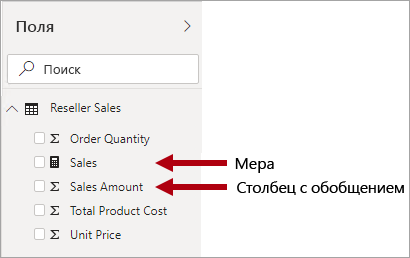 Поля
Поиск
Reseller Sales
Σ Order Quantity
Sales
Мера
Σ Sales Amount
Столбец с обобщением
Σ Total Product Cost
Σ Unit Price